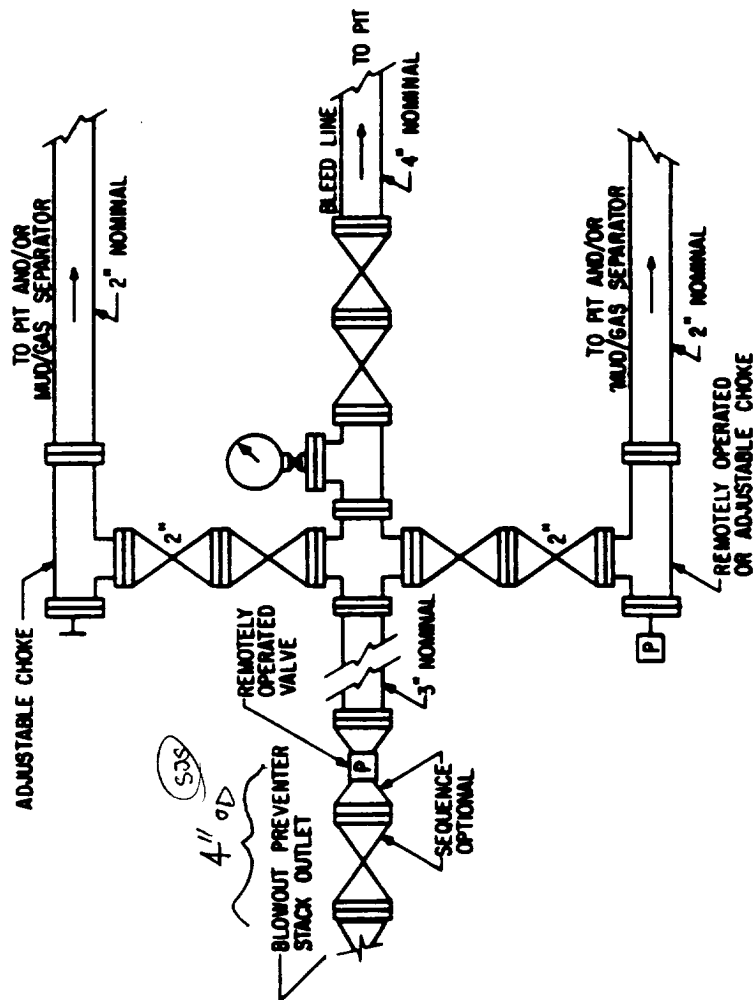 ADJUSTABLE CHOKE
TO PIT AND/OR
MUD/GAS SEPARATOR
2" NOMINAL
2"
4" OD
BLOWOUT PREVENTER
STACK OUTLET
REMOTELY
OPERATED
VALVE
P
SEQUENCE-
OPTIONAL
3" NOMINAL
BLEED LINE
TO PIT
4" NOMINAL
2"
TO PIT AND/OR
MUD/GAS SEPARATOR
2" NOMINAL
P
REMOTELY OPERATED
OR ADJUSTABLE CHOKE